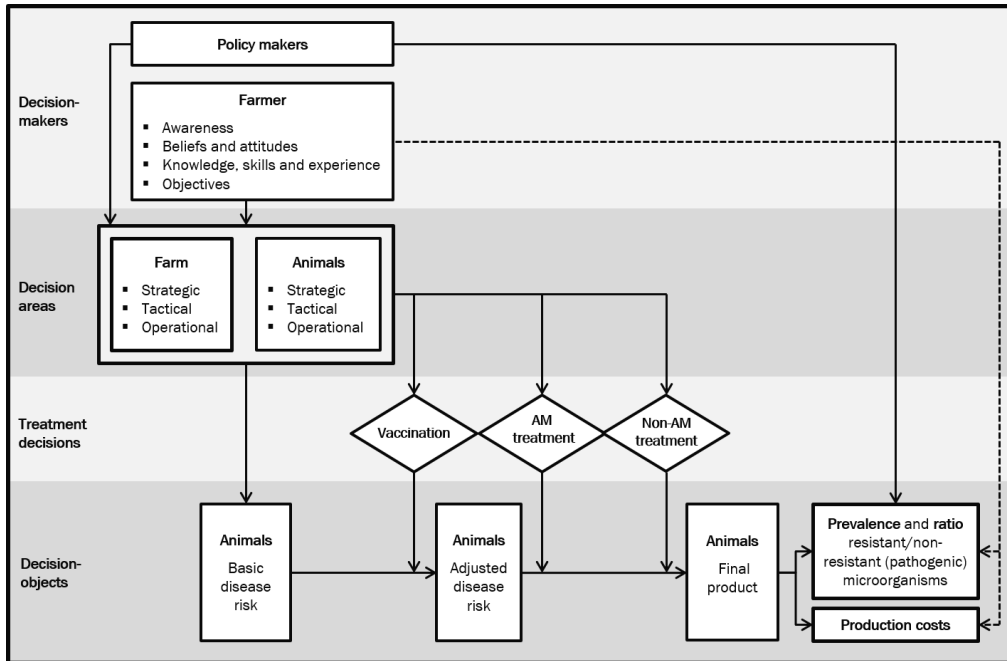 Policy makers
Decision-
makers
Farmer
▪ Awareness
▪ Beliefs and attitudes
▪ Knowledge, skills and experience
▪ Objectives
Decision
areas
Farm
▪ Strategic
▪ Tactical
▪ Operational
Animals
▪ Strategic
▪ Tactical
▪ Operational
Treatment
decisions
Vaccination
AM
treatment
Non-AM
treatment
Decision-
objects
Animals
Basic
disease
risk
Animals
Adjusted
disease
risk
Animals
Final
product
Prevalence and ratio
resistant/non-
resistant (pathogenic)
microorganisms
Production costs